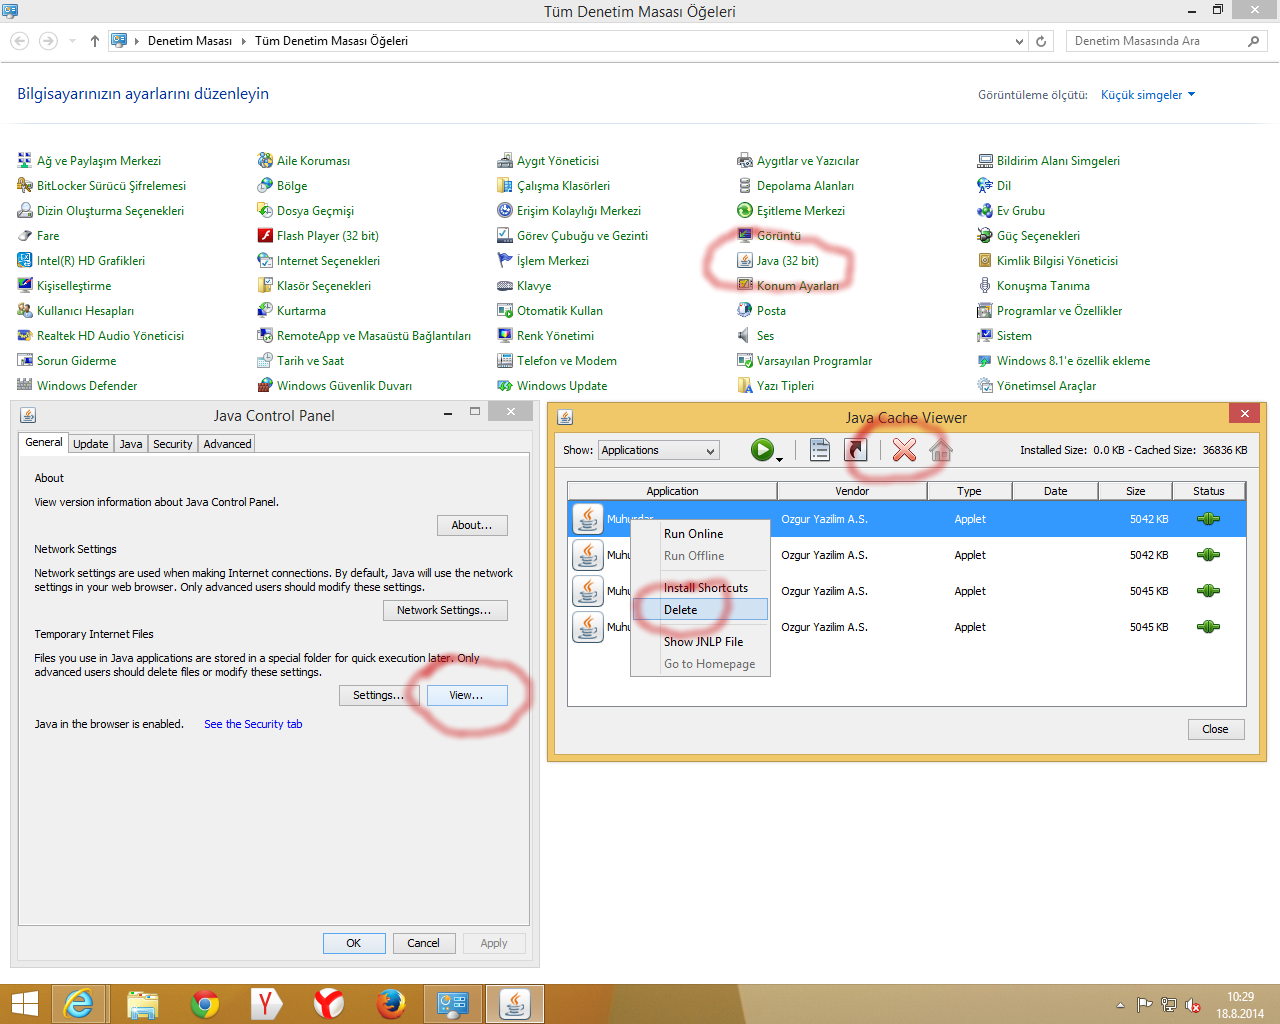 Tüm Denetim Masası Öğeleri
Denetim Masası
Tüm Denetim Masası Öğeleri
Denetim Masasında Ara
Bilgisayarınızın ayarlarını düzenleyin
Görüntüleme ölçütü:
Küçük simgeler
Ağ ve Paylaşım Merkezi
Aile Koruması
Aygıt Yöneticisi
Aygıtlar ve Yazıcılar
Bildirim Alanı Simgeleri
BitLocker Sürücü Şifrelemesi
Bölge
Çalışma Klasörleri
Depolama Alanları
Dil
Dizin Oluşturma Seçenekleri
Dosya Geçmişi
Erişim Kolaylığı Merkezi
Eşitleme Merkezi
Ev Grubu
Fare
Flash Player (32 bit)
Görev Çubuğu ve Gezinti
Görüntü
Güç Seçenekleri
Intel(R) HD Grafikleri
Internet Seçenekleri
İşlem Merkezi
Java (32 bit)
Kimlik Bilgisi Yöneticisi
Kişiselleştirme
Klasör Seçenekleri
Klavye
Konum Ayarları
Konuşma Tanıma
Kullanıcı Hesapları
Kurtarma
Otomatik Kullan
Posta
Programlar ve Özellikler
Realtek HD Audio Yöneticisi
RemoteApp ve Masaüstü Bağlantıları
Renk Yönetimi
Ses
Sistem
Sorun Giderme
Tarih ve Saat
Telefon ve Modem
Varsayılan Programlar
Windows 8.1'e özellik ekleme
Windows Defender
Windows Güvenlik Duvarı
Windows Update
Yazı Tipleri
Yönetimsel Araçlar
Java Control Panel
General
Update
Java
Security
Advanced
About
View version information about Java Control Panel.
About...
Network Settings
Network settings are used when making Internet connections. By default, Java will use the network
settings in your web browser. Only advanced users should modify these settings.
Network Settings...
Temporary Internet Files
Files you use in Java applications are stored in a special folder for quick execution later. Only
advanced users should delete files or modify these settings.
Settings...
View...
Java in the browser is enabled.
See the Security tab
OK
Cancel
Apply
Java Cache Viewer
Show:
Applications
Installed Size: 0.0 KB - Cached Size: 36836 KB
Application
Vendor
Type
Date
Size
Status
Muhurdar
Ozgur Yazilim A.S.
Applet
5042 KB
Muhu
Ozgur Yazilim A.S.
Applet
5042 KB
Muhu
Ozgur Yazilim A.S.
Applet
5045 KB
Muhu
Ozgur Yazilim A.S.
Applet
5045 KB
Run Online
Run Offline
Install Shortcuts
Delete
Show JNLP File
Go to Homepage
Close
10:29
18.8.2014